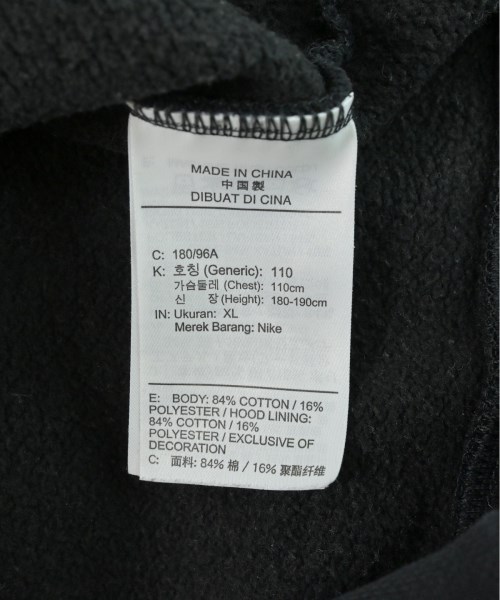 MADE IN CHINA
中国製
DIBUAT DI CINA
C: 180/96A
K: 호칭 (Generic): 110
가슴둘레 (Chest): 110cm
신 장 (Height): 180-190cm
IN: Ukuran: XL
Merek Barang: Nike
E: BODY: 84% COTTON / 16%
POLYESTER / HOOD LINING:
84% COTTON / 16%
POLYESTER / EXCLUSIVE OF
DECORATION
C: 面料: 84% 棉 / 16% 聚酯纤维